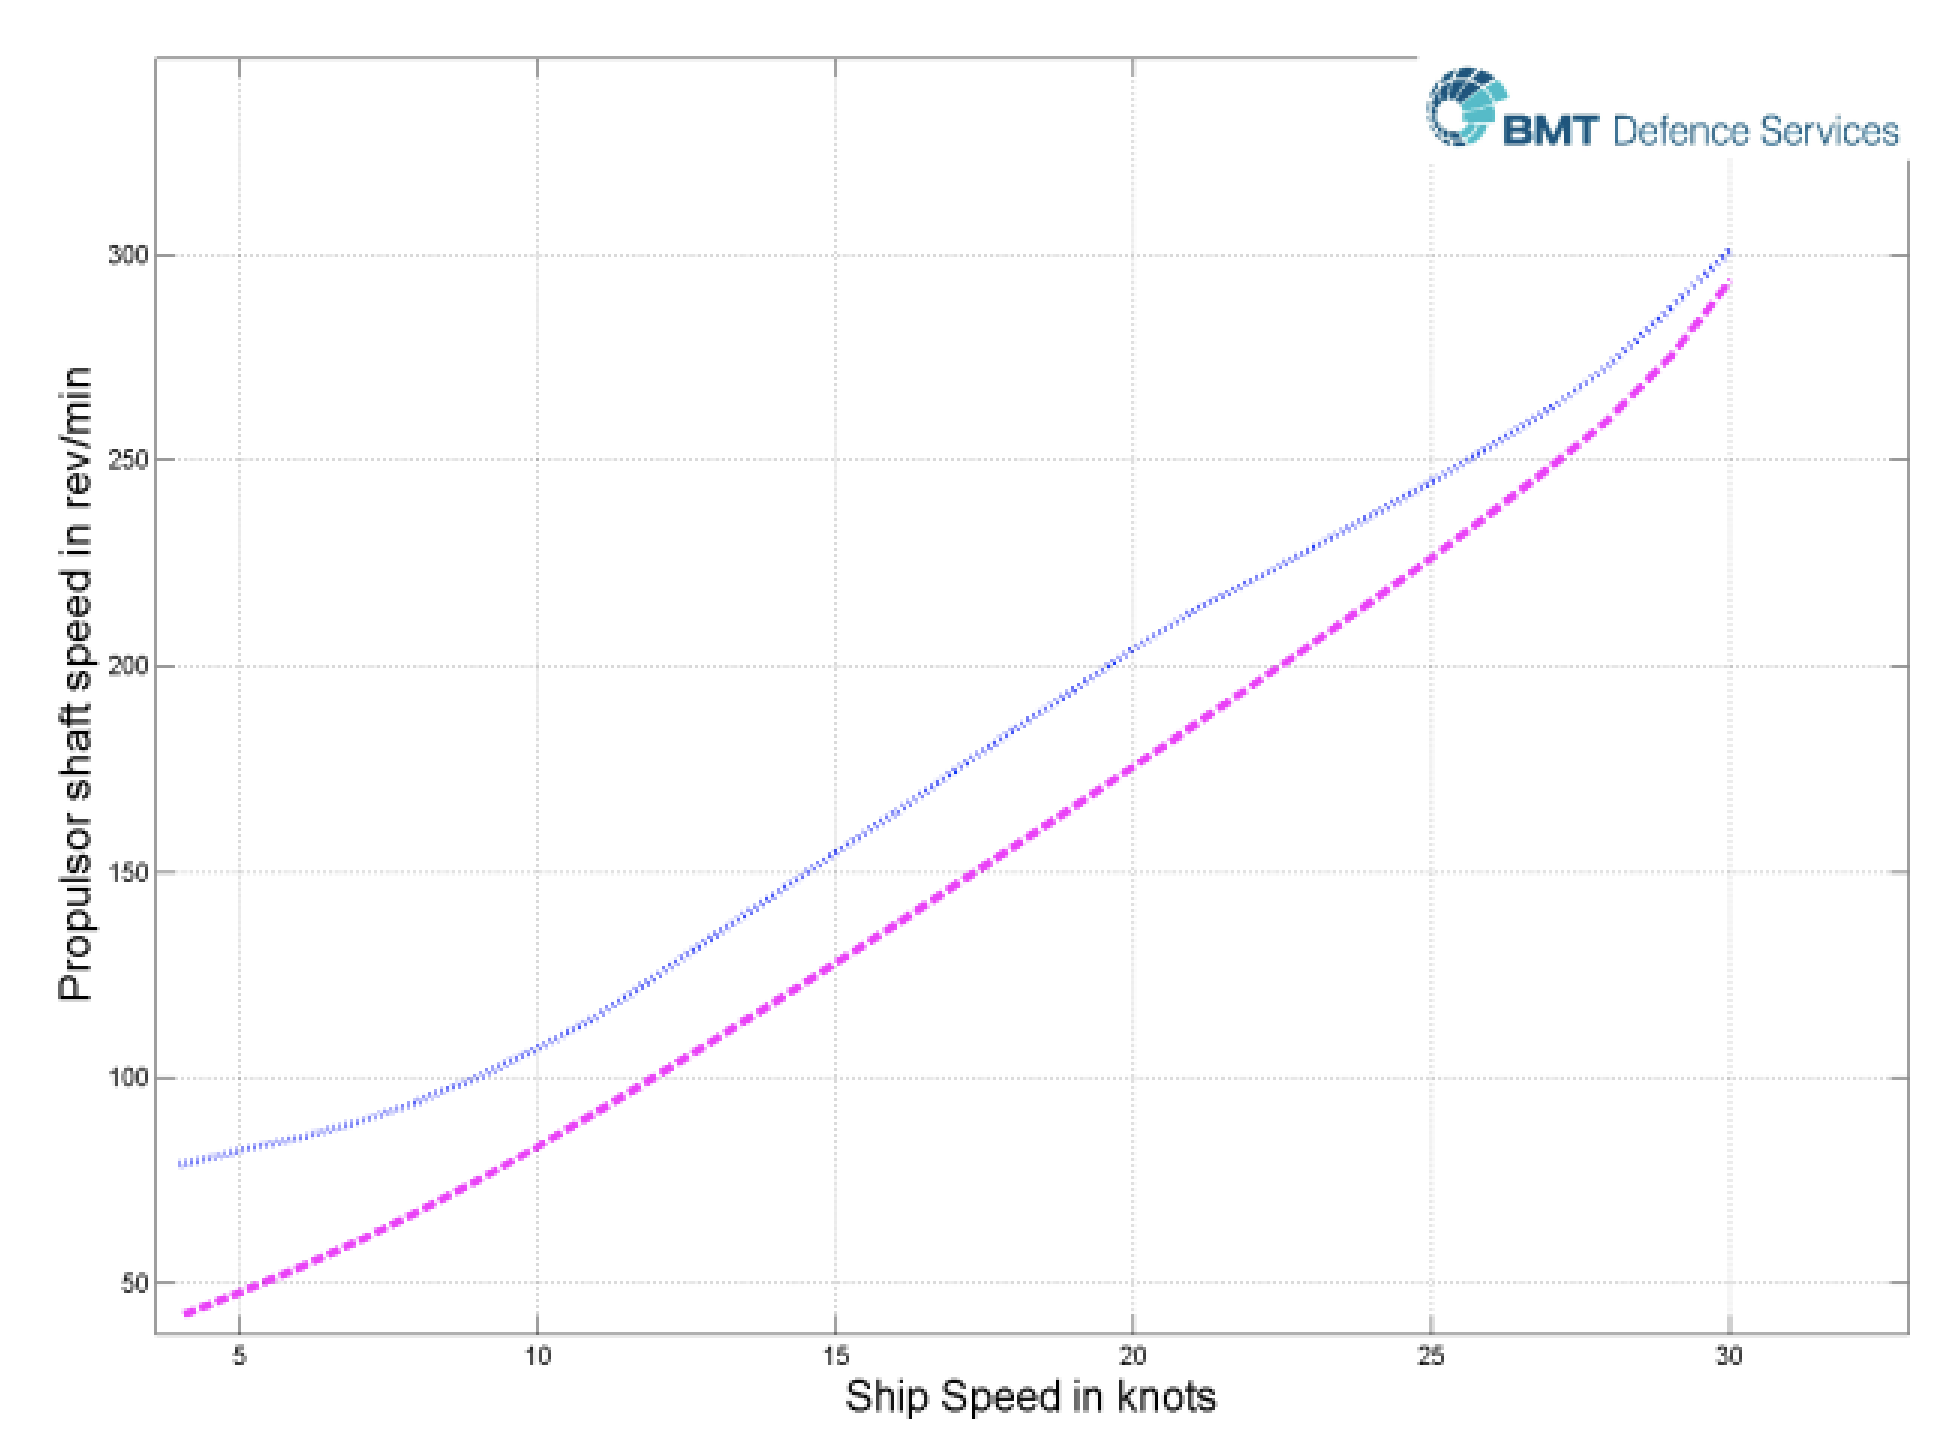 BMT Defence Services
Propulsor shaft speed in rev/min
300
250
200
150
100
50
5 10 15 20 25 30
Ship Speed in knots